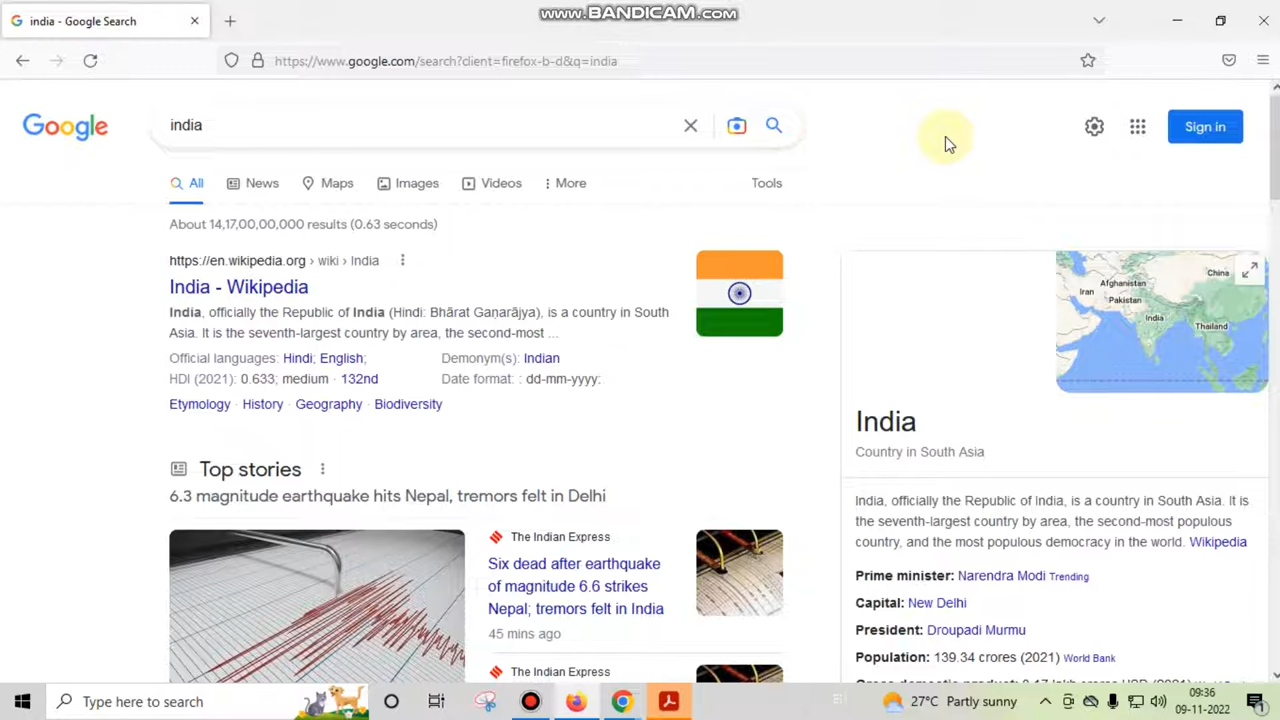 india - Google Search
www.BANDICAM.com
https://www.google.com/search?client=firefox-b-d&q=india
Google
india
Sign in
All
News
Maps
Images
Videos
More
Tools
About 14,17,00,00,000 results (0.63 seconds)
https://en.wikipedia.org › wiki › India
India - Wikipedia
India, officially the Republic of India (Hindi: Bhārat Gaṇarājya), is a country in South
Asia. It is the seventh-largest country by area, the second-most ...
Official languages: Hindi; English;
Demonym(s): Indian
HDI (2021): 0.633; medium · 132nd
Date format: : dd-mm-yyyy:
Etymology · History · Geography · Biodiversity
Top stories
6.3 magnitude earthquake hits Nepal, tremors felt in Delhi
The Indian Express
Six dead after earthquake
of magnitude 6.6 strikes
Nepal; tremors felt in India
45 mins ago
The Indian Express
China
Afghanistan
Iran
Pakistan
India
Thailand
India
Country in South Asia
India, officially the Republic of India, is a country in South Asia. It is
the seventh-largest country by area, the second-most populous
country, and the most populous democracy in the world. Wikipedia
Prime minister: Narendra Modi Trending
Capital: New Delhi
President: Droupadi Murmu
Population: 139.34 crores (2021) World Bank
Type here to search
27°C Partly sunny
09:36
09-11-2022
1